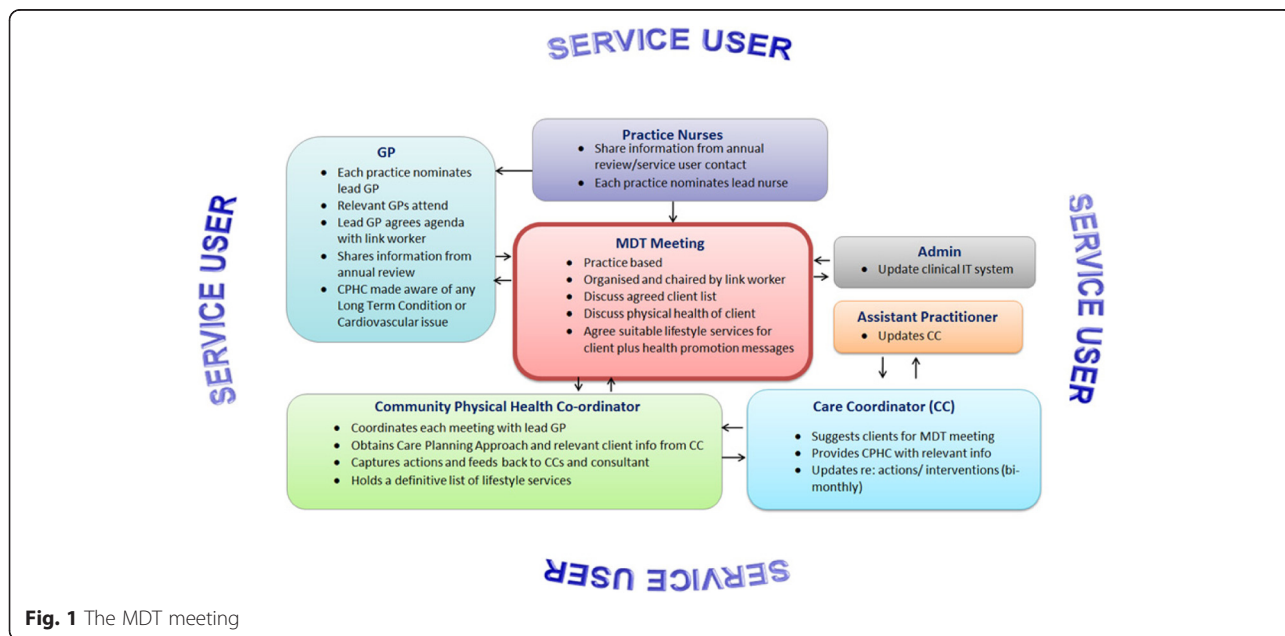 SERVICE USER
Practice Nurses
• Share information from annual
review/service user contact
• Each practice nominates lead nurse
GP
• Each practice nominates
lead GP
• Relevant GPs attend
• Lead GP agrees agenda
with link worker
• Shares information from
annual review
• CPHC made aware of any
Long Term Condition or
Cardiovascular issue
SERVICE USER
MDT Meeting
• Practice based
• Organised and chaired by link worker
• Discuss agreed client list
• Discuss physical health of client
• Agree suitable lifestyle services for
client plus health promotion messages
Admin
• Update clinical IT system
Assistant Practitioner
• Updates CC
SERVICE USER
Community Physical Health Co-ordinator
• Coordinates each meeting with lead GP
• Obtains Care Planning Approach and relevant client info from CC
• Captures actions and feeds back to CCs and consultant
• Holds a definitive list of lifestyle services
Care Coordinator (CC)
• Suggests clients for MDT meeting
• Provides CPHC with relevant info
• Updates re: actions/ interventions (bi-
monthly)
SERVICE USER
Fig. 1 The MDT meeting